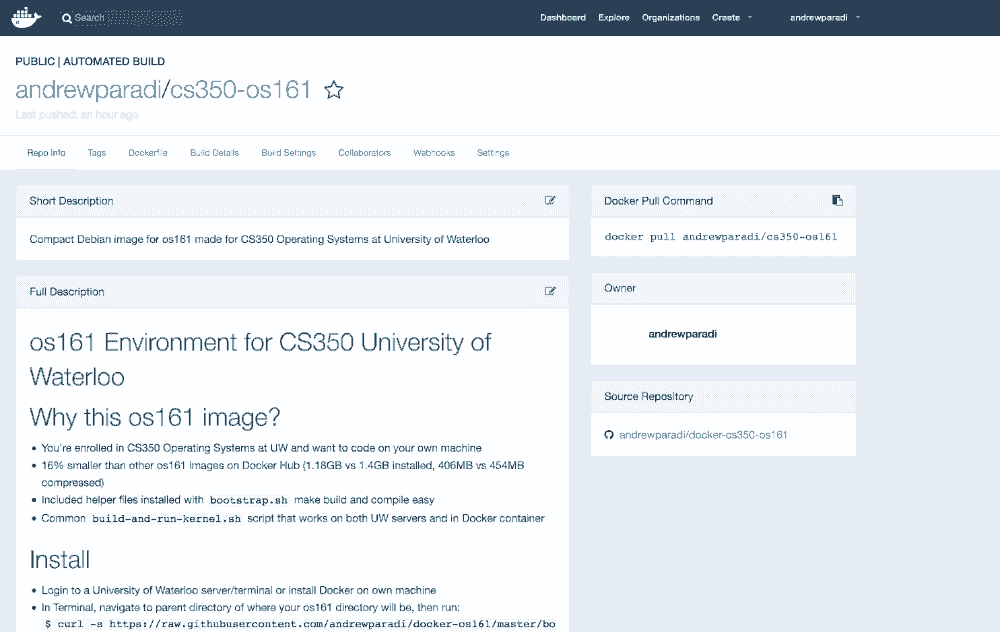 Search
Dashboard Explore Organizations Create andrewparadi
PUBLIC | AUTOMATED BUILD
andrewparadi/cs350-os161
Last pushed: an hour ago
Repo Info Tags Dockerfile Build Details Build Settings Collaborators Webhooks Settings
Short Description
Compact Debian image for os161 made for CS350 Operating Systems at University of Waterloo
Full Description
os161 Environment for CS350 University of
Waterloo
Why this os161 image?
• You're enrolled in CS350 Operating Systems at UW and want to code on your own machine
• 16% smaller than other os161 Images on Docker Hub (1.18GB vs 1.4GB installed, 406MB vs 454MB
compressed)
• Included helper files installed with bootstrap.sh make build and compile easy
• Common build-and-run-kernel.sh script that works on both UW servers and in Docker container
Install
• Login to a University of Waterloo server/terminal or install Docker on own machine
• In Terminal, navigate to parent directory of where your os161 directory will be, then run:
$ curl -s https://raw.githubusercontent.com/andrewparadi/docker-os161/master/bo
Docker Pull Command
docker pull andrewparadi/cs350-os161
Owner
andrewparadi
Source Repository
andrewparadi/docker-cs350-os161